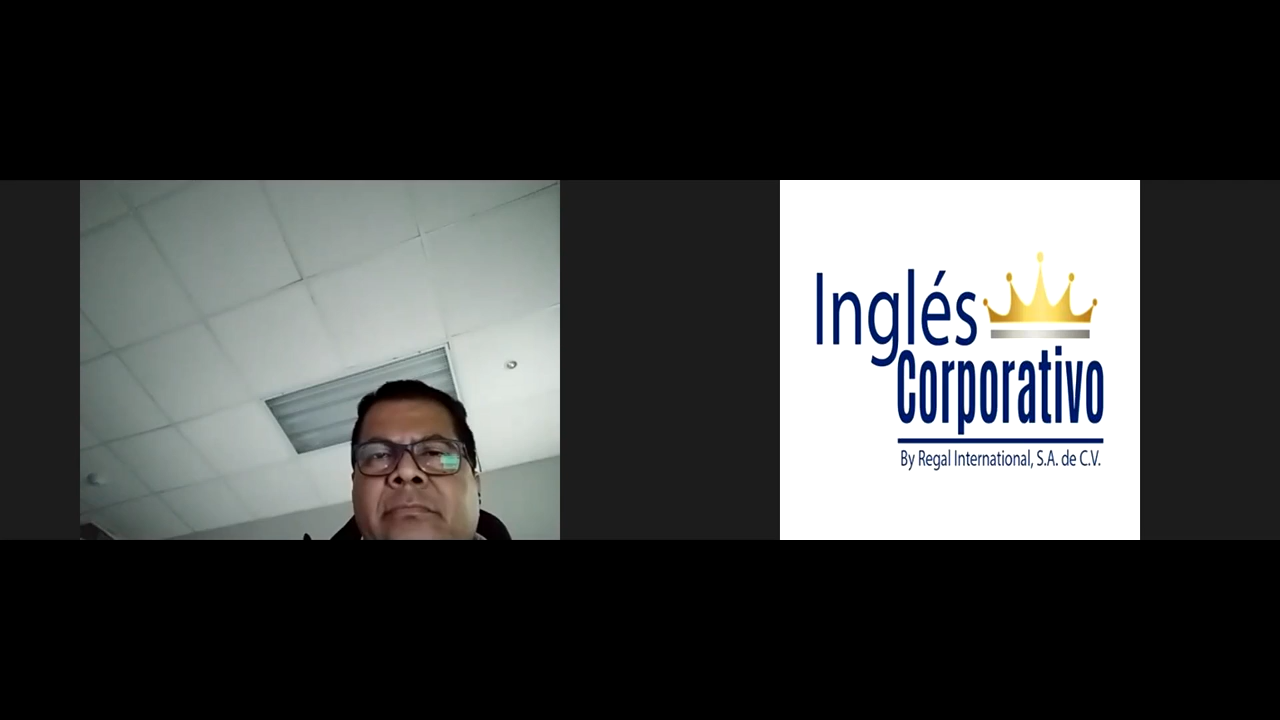 Inglés
Corporativo
By Regal International, S.A. de C.V.